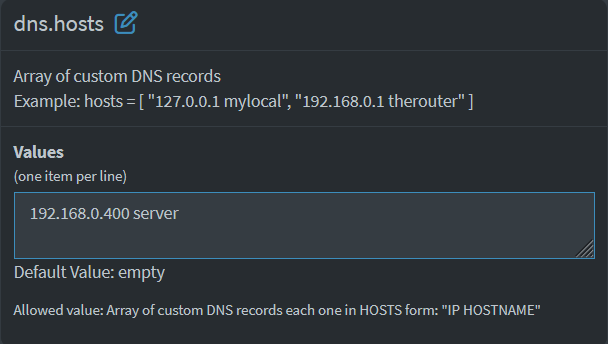 dns.hosts
Array of custom DNS records
Example: hosts = [ "127.0.0.1 mylocal", "192.168.0.1 therouter" ]
Values
(one item per line)
192.168.0.400 server
Default Value: empty
Allowed value: Array of custom DNS records each one in HOSTS form: "IP HOSTNAME"